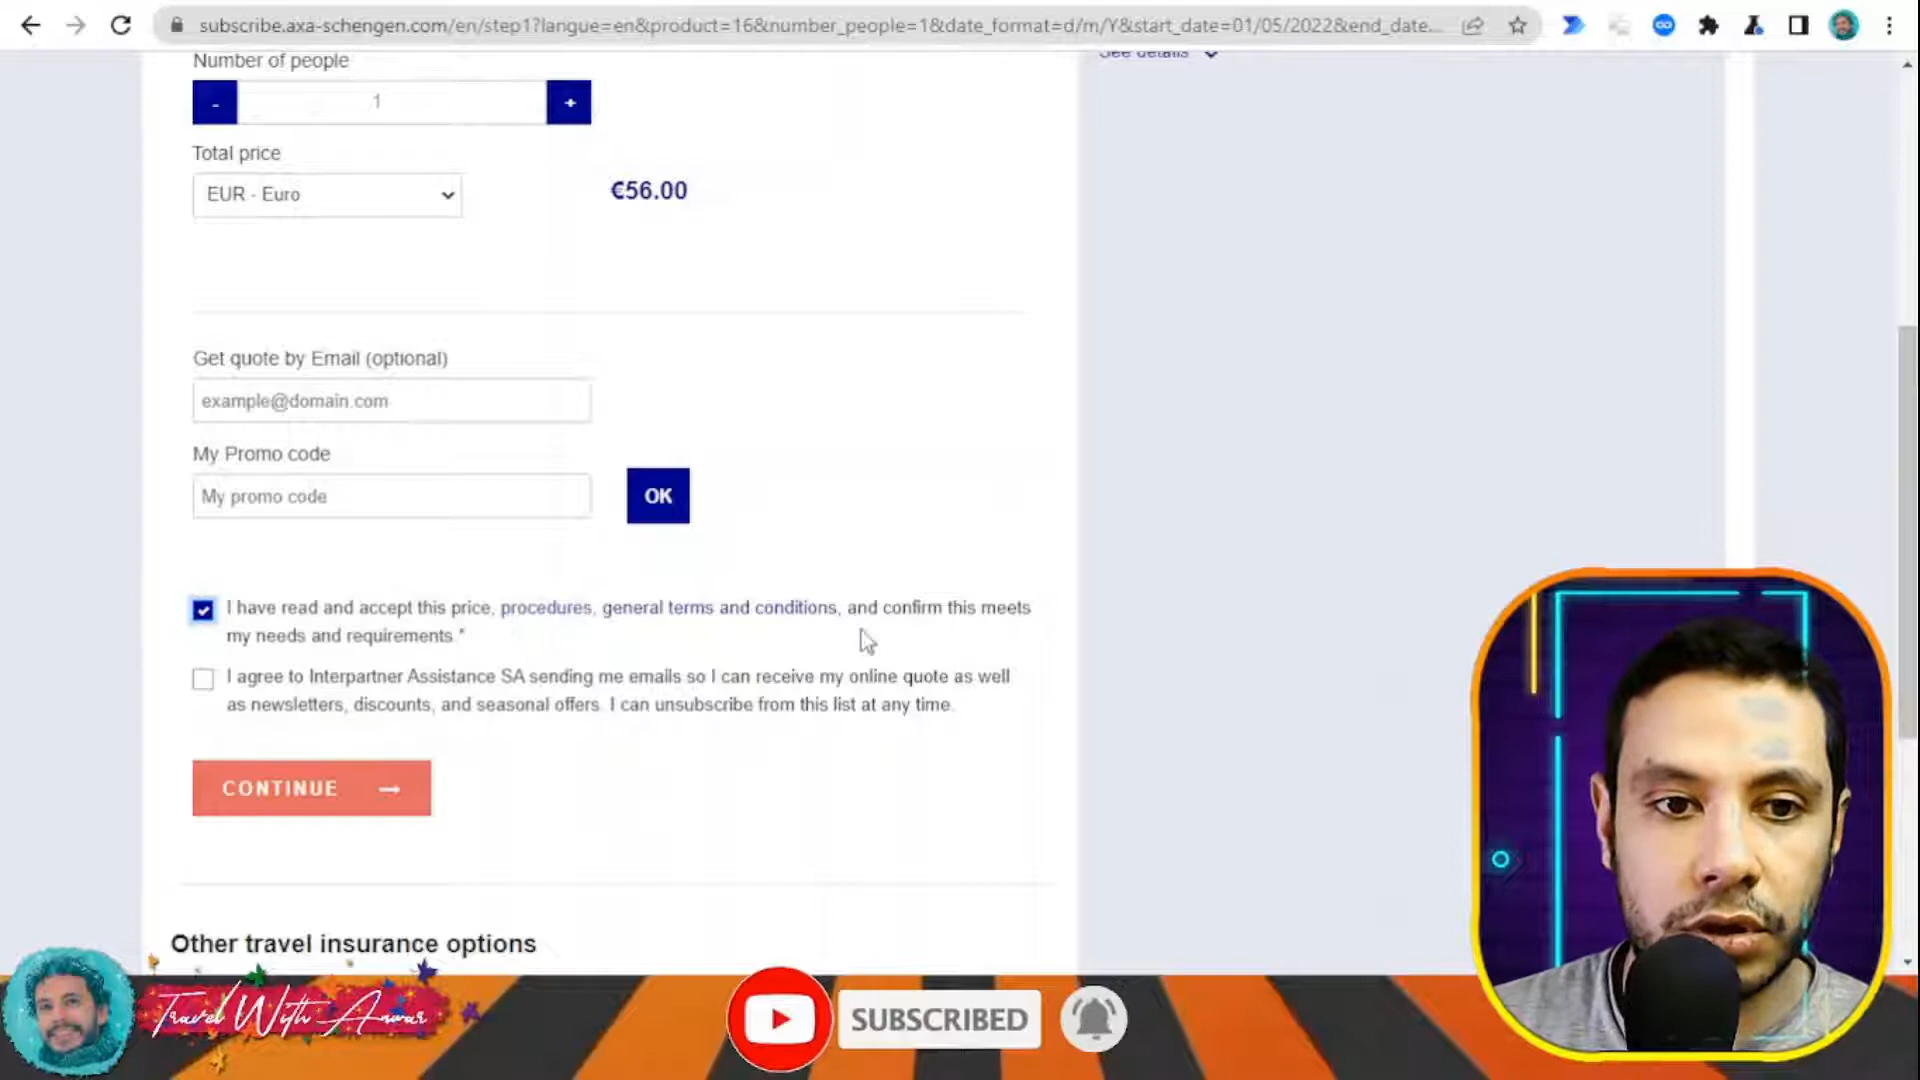 subscribe.axa-schengen.com/en/step1?langue=en&product=16&number_people=1&date_format=d/m/Y&start_date=01/05/2022&end_date...
See details
Number of people
- 1 +
Total price
EUR - Euro
€56.00
Get quote by Email (optional)
example@domain.com
My Promo code
My promo code
OK
I have read and accept this price, procedures, general terms and conditions, and confirm this meets
my needs and requirements.*
I agree to Interpartner Assistance SA sending me emails so I can receive my online quote as well
as newsletters, discounts, and seasonal offers. I can unsubscribe from this list at any time.
CONTINUE →
Other travel insurance options
Travel With Anwar
SUBSCRIBED